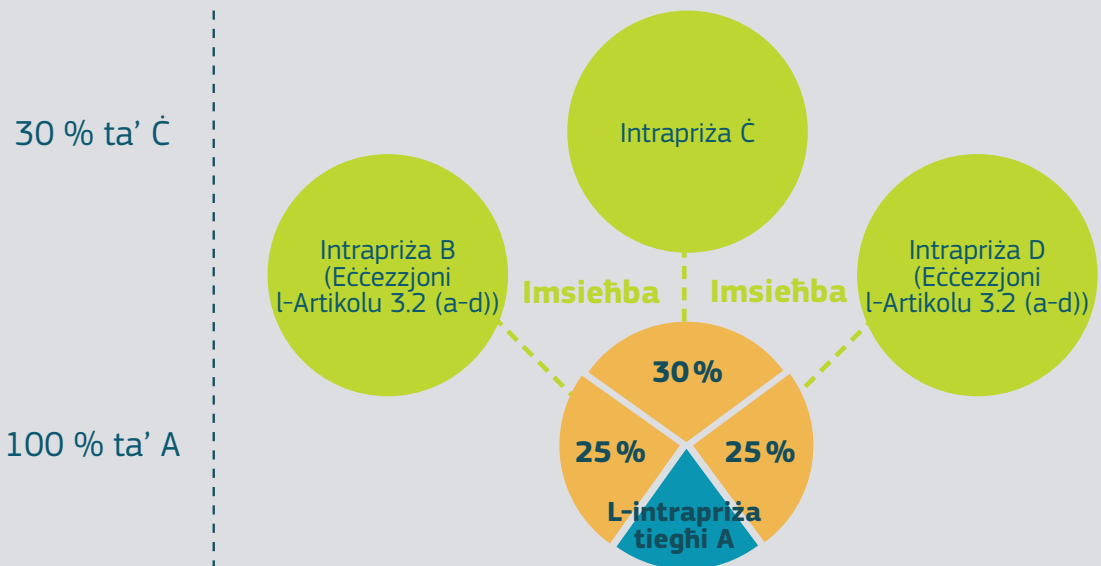 30 % ta’ Ċ
Intrapriża Ċ
Intrapriża B
(Eċċezzjoni
l-Artikolu 3.2 (a-d))
Intrapriża D
(Eċċezzjoni
l-Artikolu 3.2 (a-d))
Imsieħba
Imsieħba
30 %
100 % ta’ A
25 %
25 %
L-intrapriża
tiegħi A